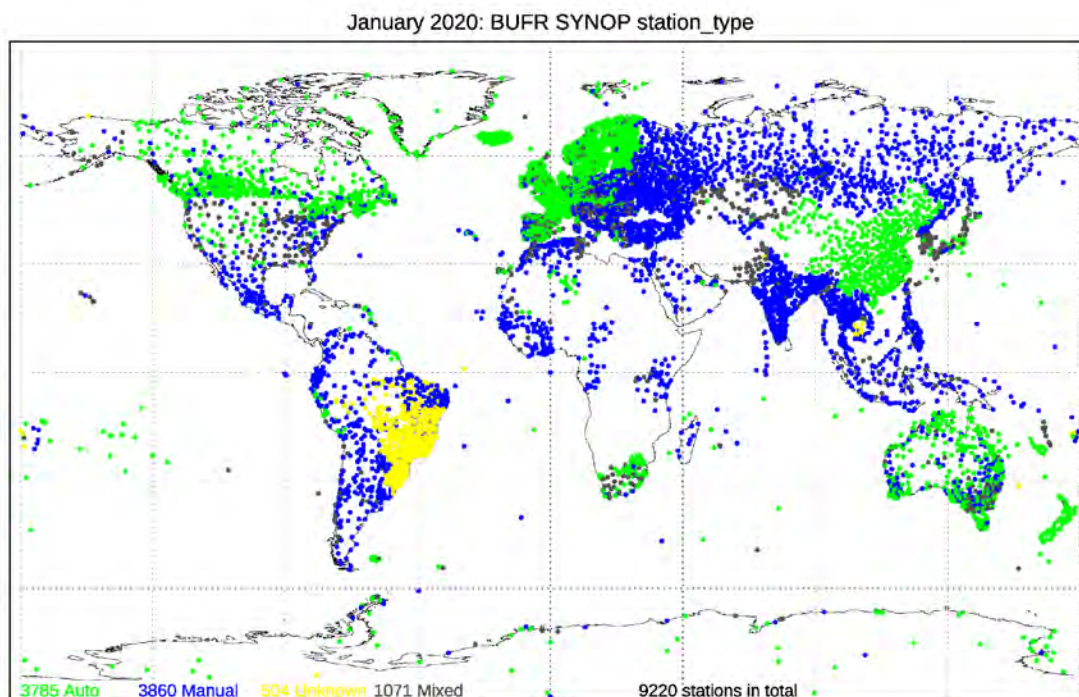 January 2020: BUFR SYNOP station_type
3785 Auto 3860 Manual 504 Unknown 1071 Mixed 9220 stations in total